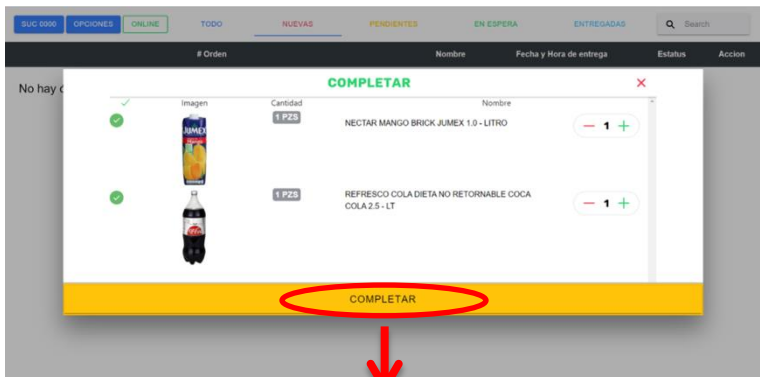 SUC 0000 OPCIONES ONLINE TODO NUEVAS PENDIENTES EN ESPERA ENTREGADAS Search
# Orden Nombre Fecha y Hora de entrega Estatus Accion
No hay
COMPLETAR
Imagen Cantidad Nombre
JUMEX
1 PZS NECTAR MANGO BRICK JUMEX 1.0 - LITRO 1
1 PZS REFRESCO COLA DIETA NO RETORNABLE COCA
COLA 2.5 - LT 1
COMPLETAR